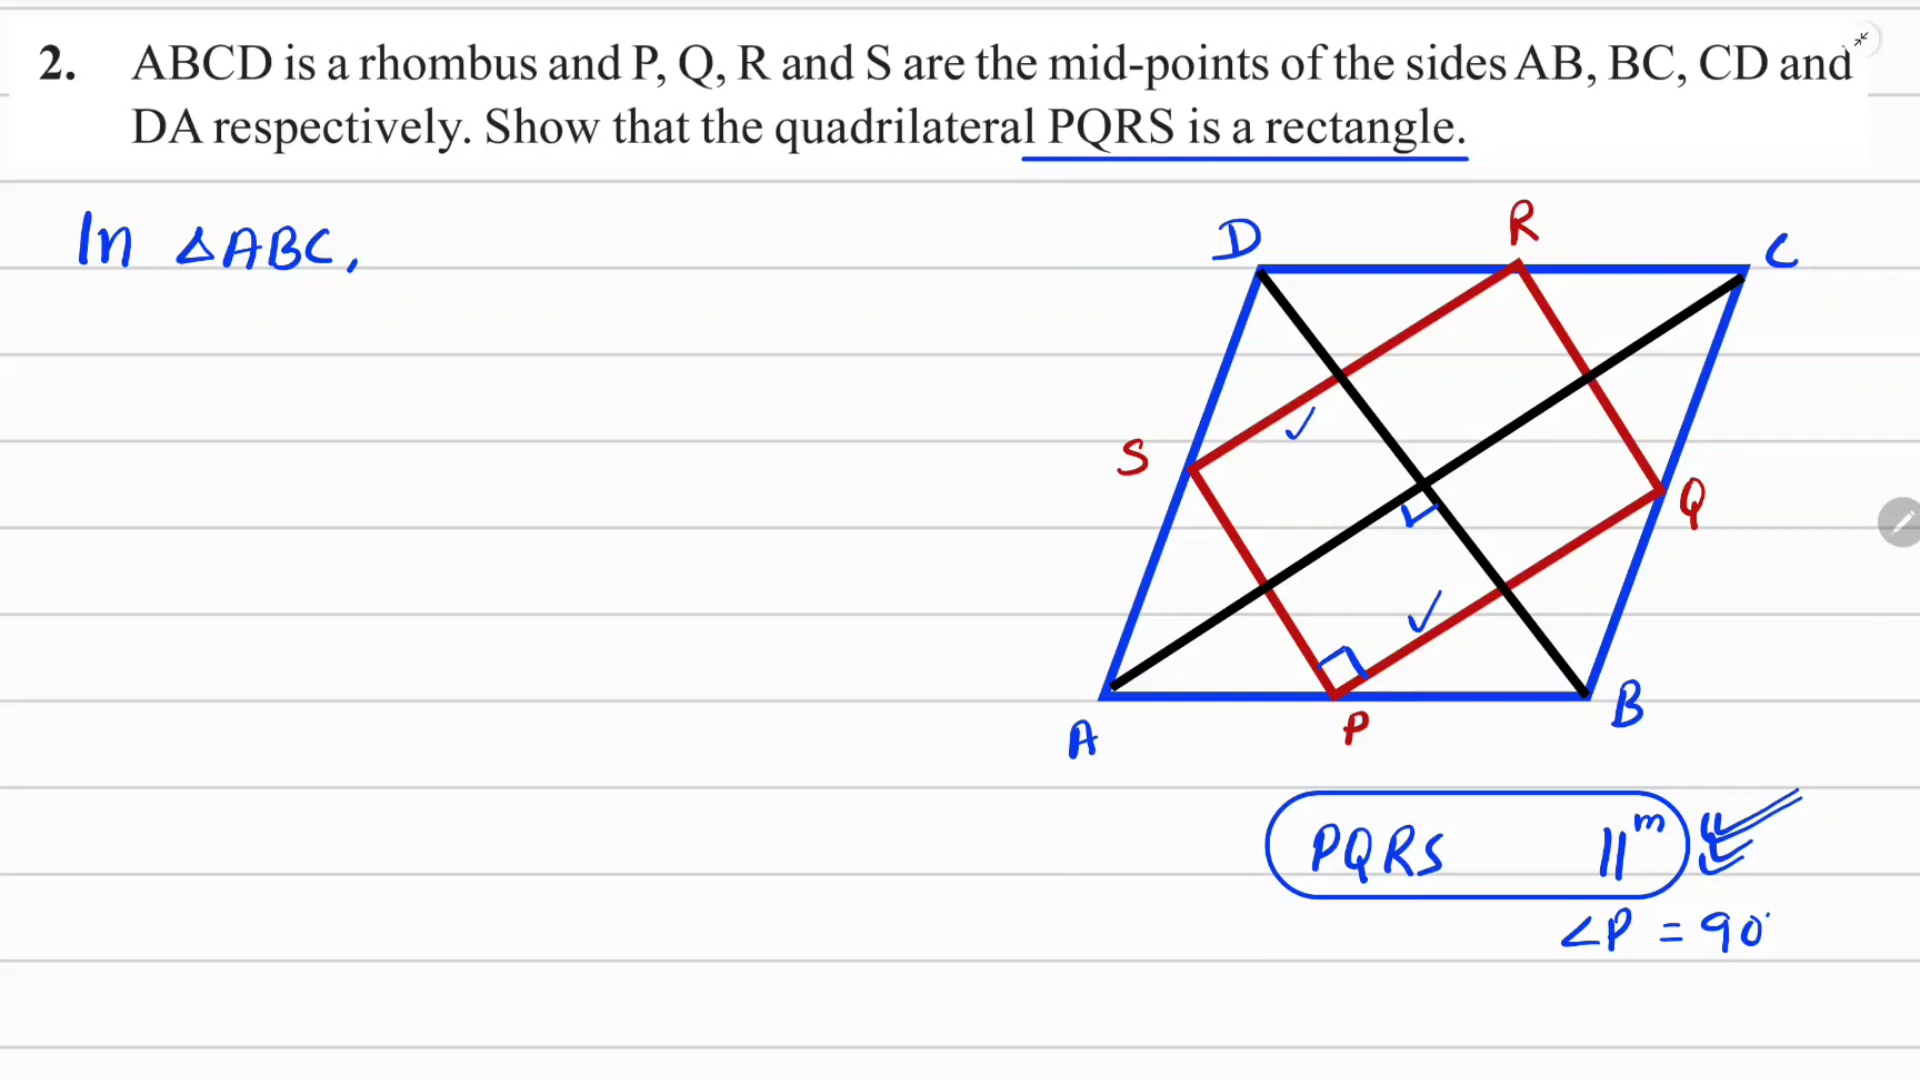 2. ABCD is a rhombus and P, Q, R and S are the mid-points of the sides AB, BC, CD and
DA respectively. Show that the quadrilateral PQRS is a rectangle.
In △ABC,
D
R
C
S
Q
A
P
B
PQRS ||ᵐ
∠P = 90°